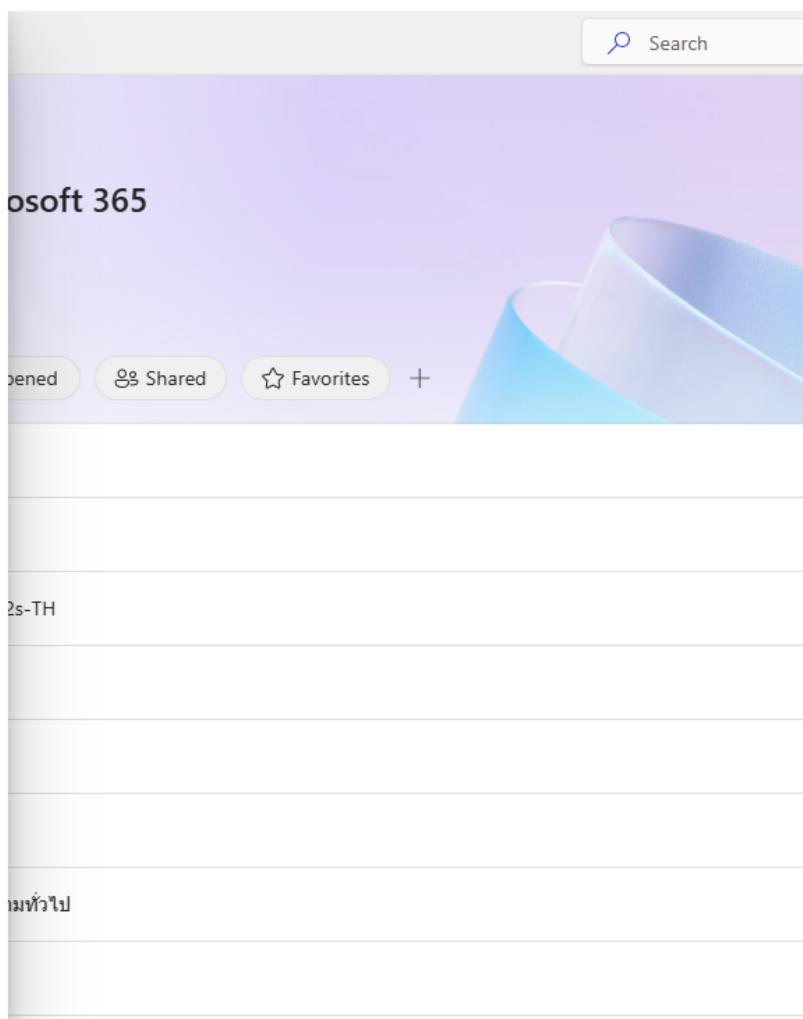 Search
osoft 365
pened Shared Favorites
2s-TH
ามทั่วไป